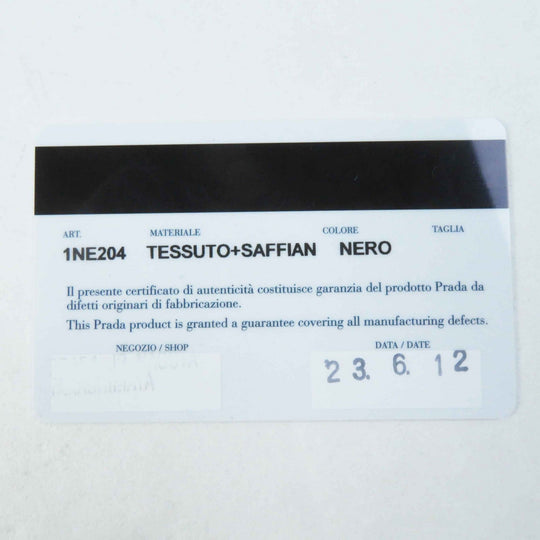 ART. MATERIALE COLORE TAGLIA
1NE204 TESSUTO+SAFFIAN NERO
Il presente certificato di autenticità costituisce garanzia del prodotto Prada da
difetti originari di fabbricazione.
This Prada product is granted a guarantee covering all manufacturing defects.
NEGOZIO / SHOP DATA / DATE
23. 6. 12